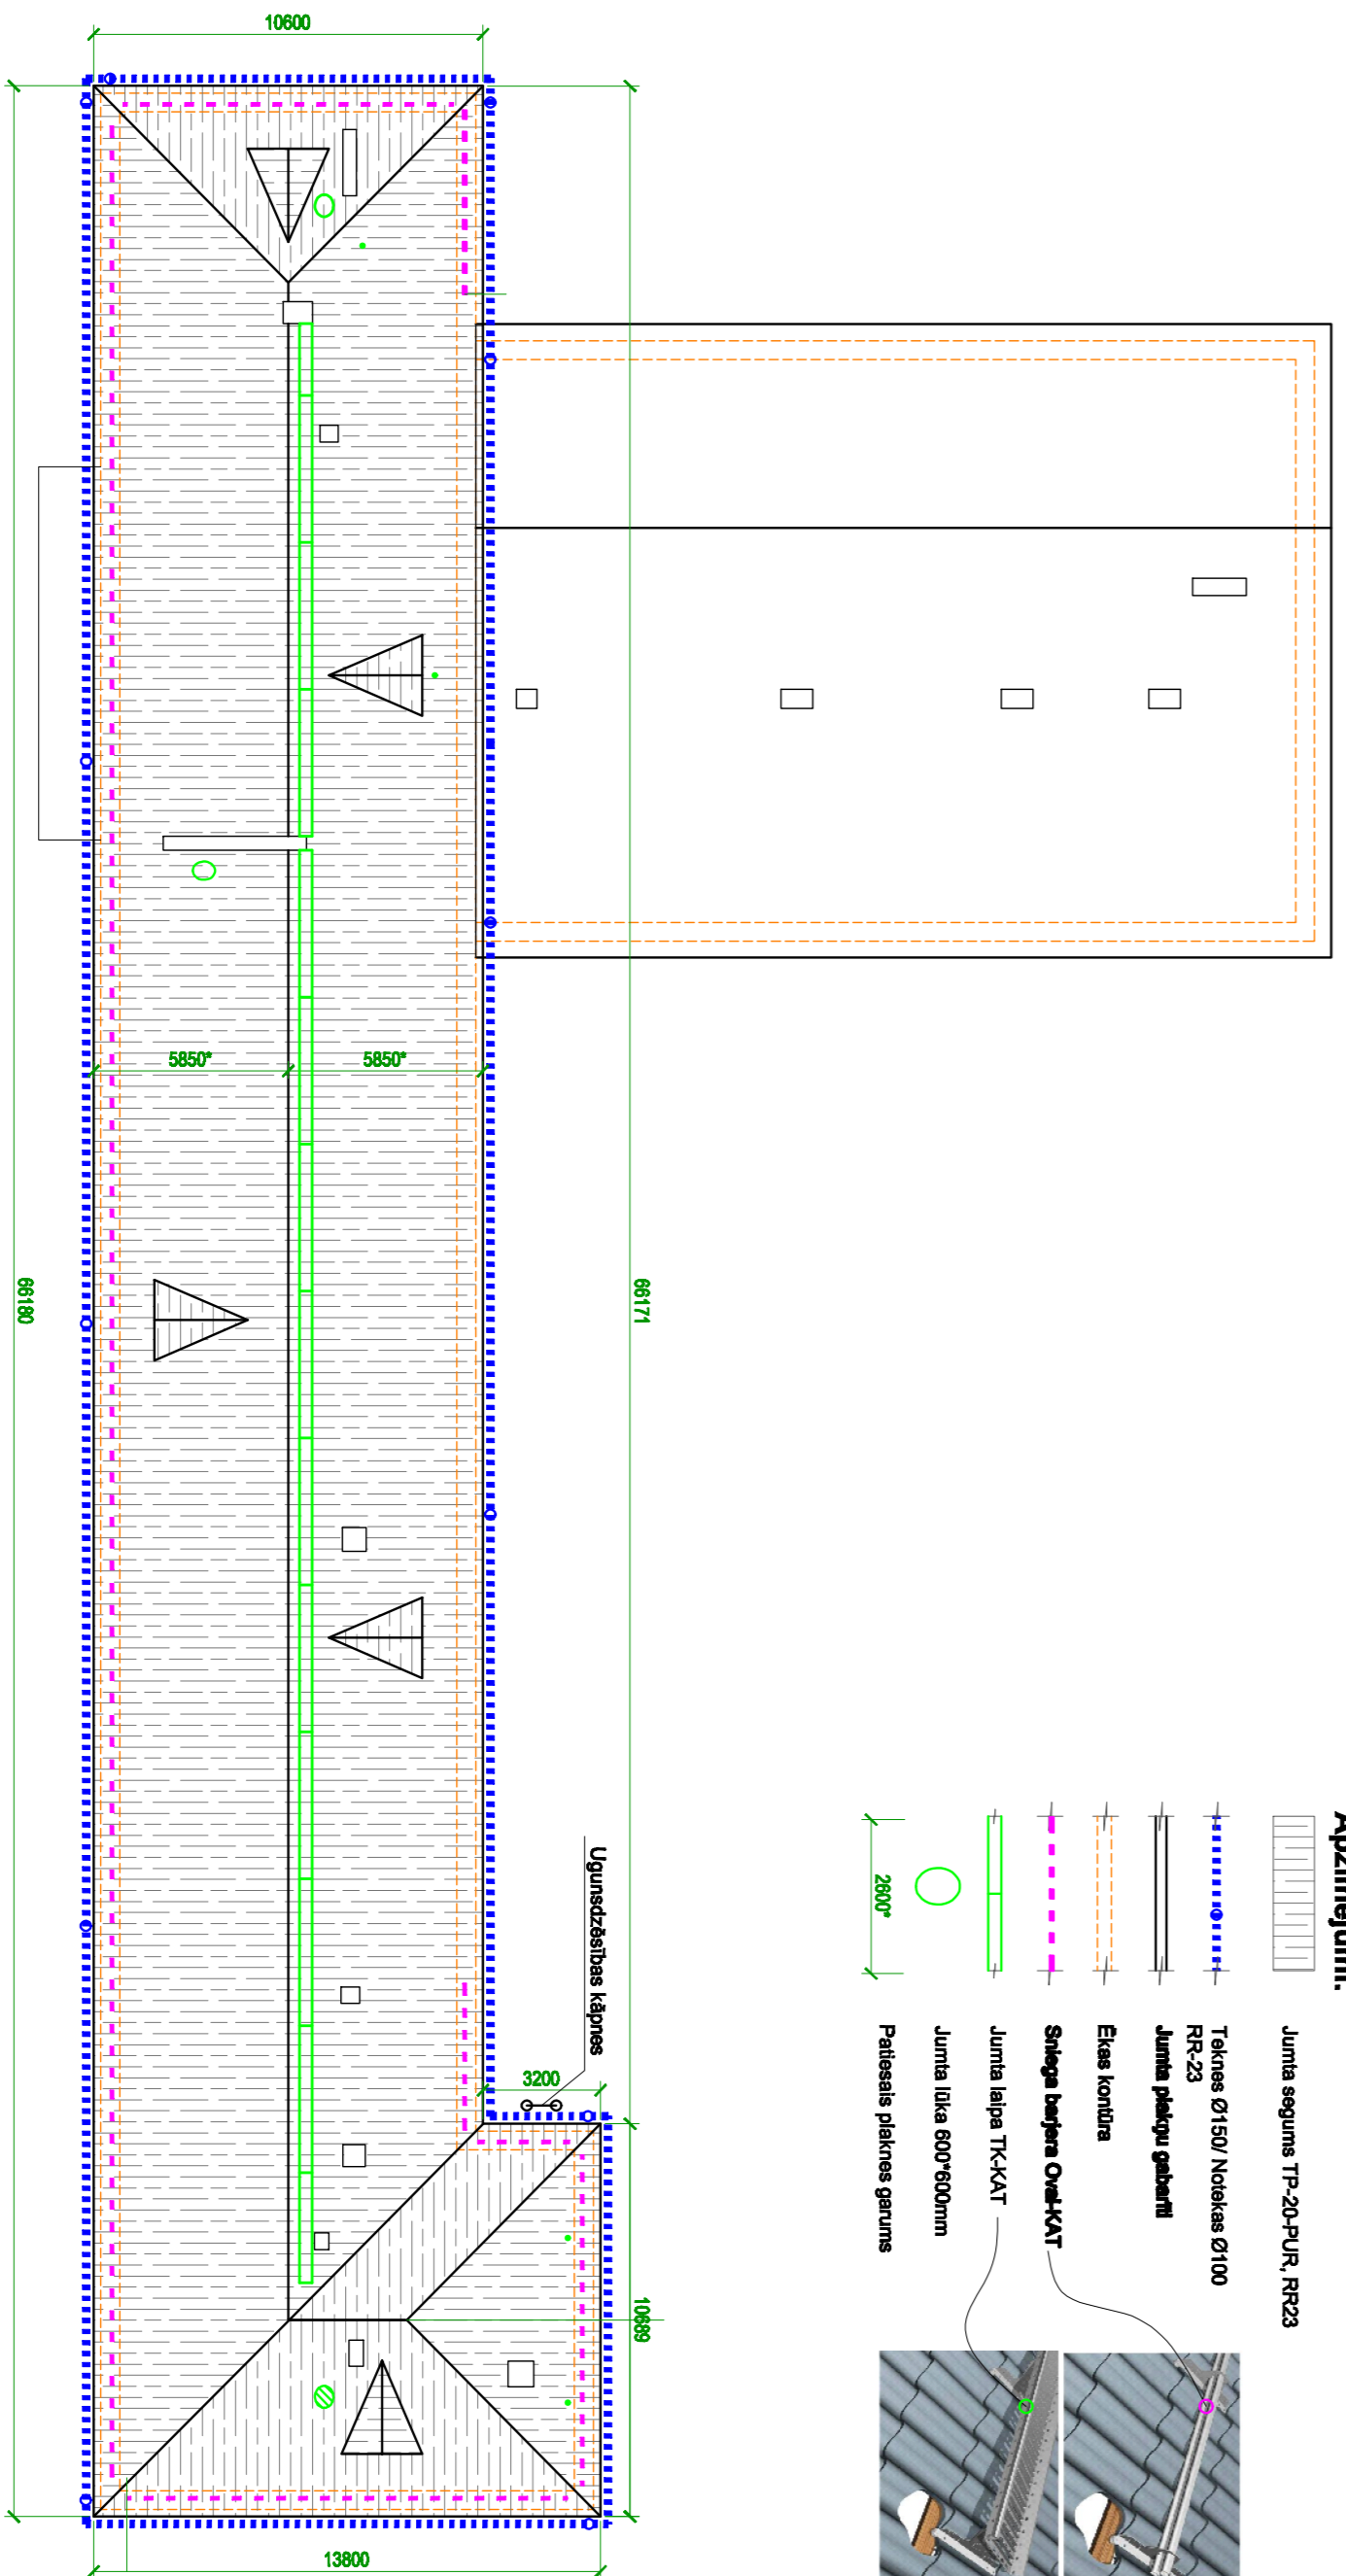 10600
66180
66171
5850*
5850*
Ugunsdzēsības kāpnes
3200
10689
13800
Apzīmējumi:
Jumta segums TP-20-PUR, RR23
Teknes Ø150/ Notekas Ø100
RR-23
Jumta plakņu gabarīti
Ēkas kontūra
Sniega barjera Oval-KAT
Jumta laipa TK-KAT
Jumta lūka 600*600mm
2600*
Patiesais plaknes garums